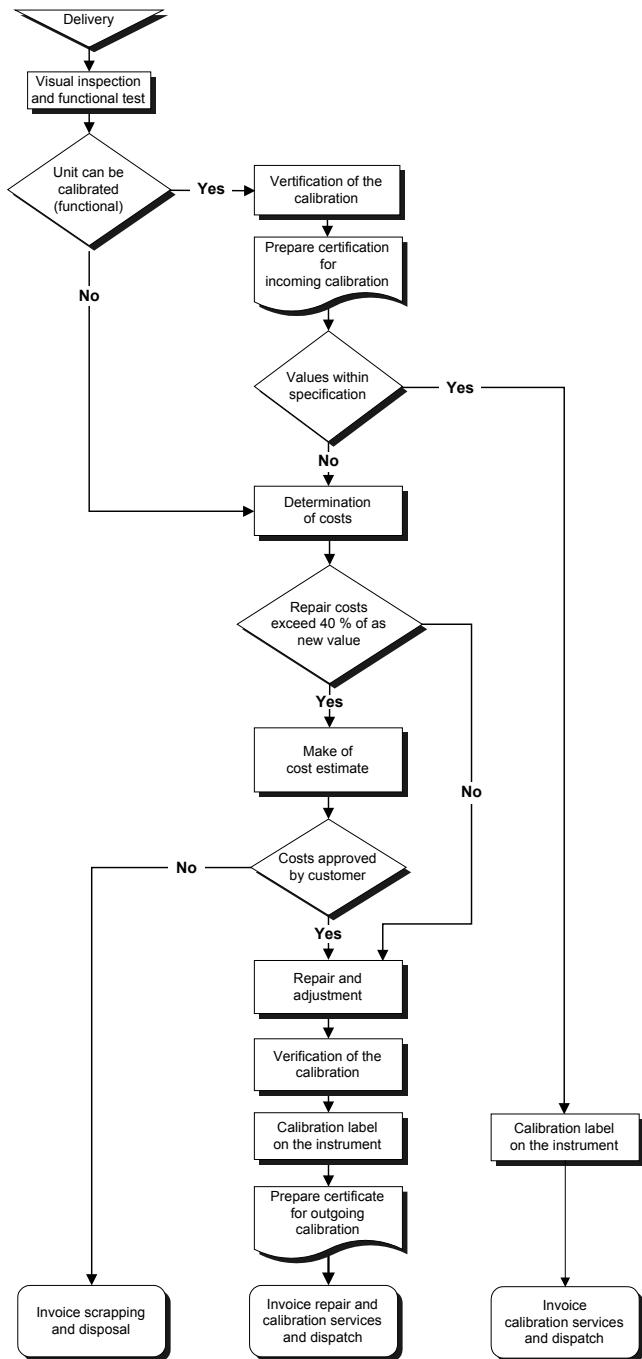 Delivery
Visual inspection
and functional test
Unit can be
calibrated
(functional)
Yes
Vertification of the
calibration
Prepare certification
for
incoming calibration
No
Values within
specification
Yes
No
Determination
of costs
Repair costs
exceed 40 % of as
new value
Yes
Make of
cost estimate
No
Costs approved
by customer
No
Yes
Repair and
adjustment
Verification of the
calibration
Calibration label
on the instrument
Calibration label
on the instrument
Prepare certificate
for outgoing
calibration
Invoice scrapping
and disposal
Invoice repair and
calibration services
and dispatch
Invoice
calibration services
and dispatch